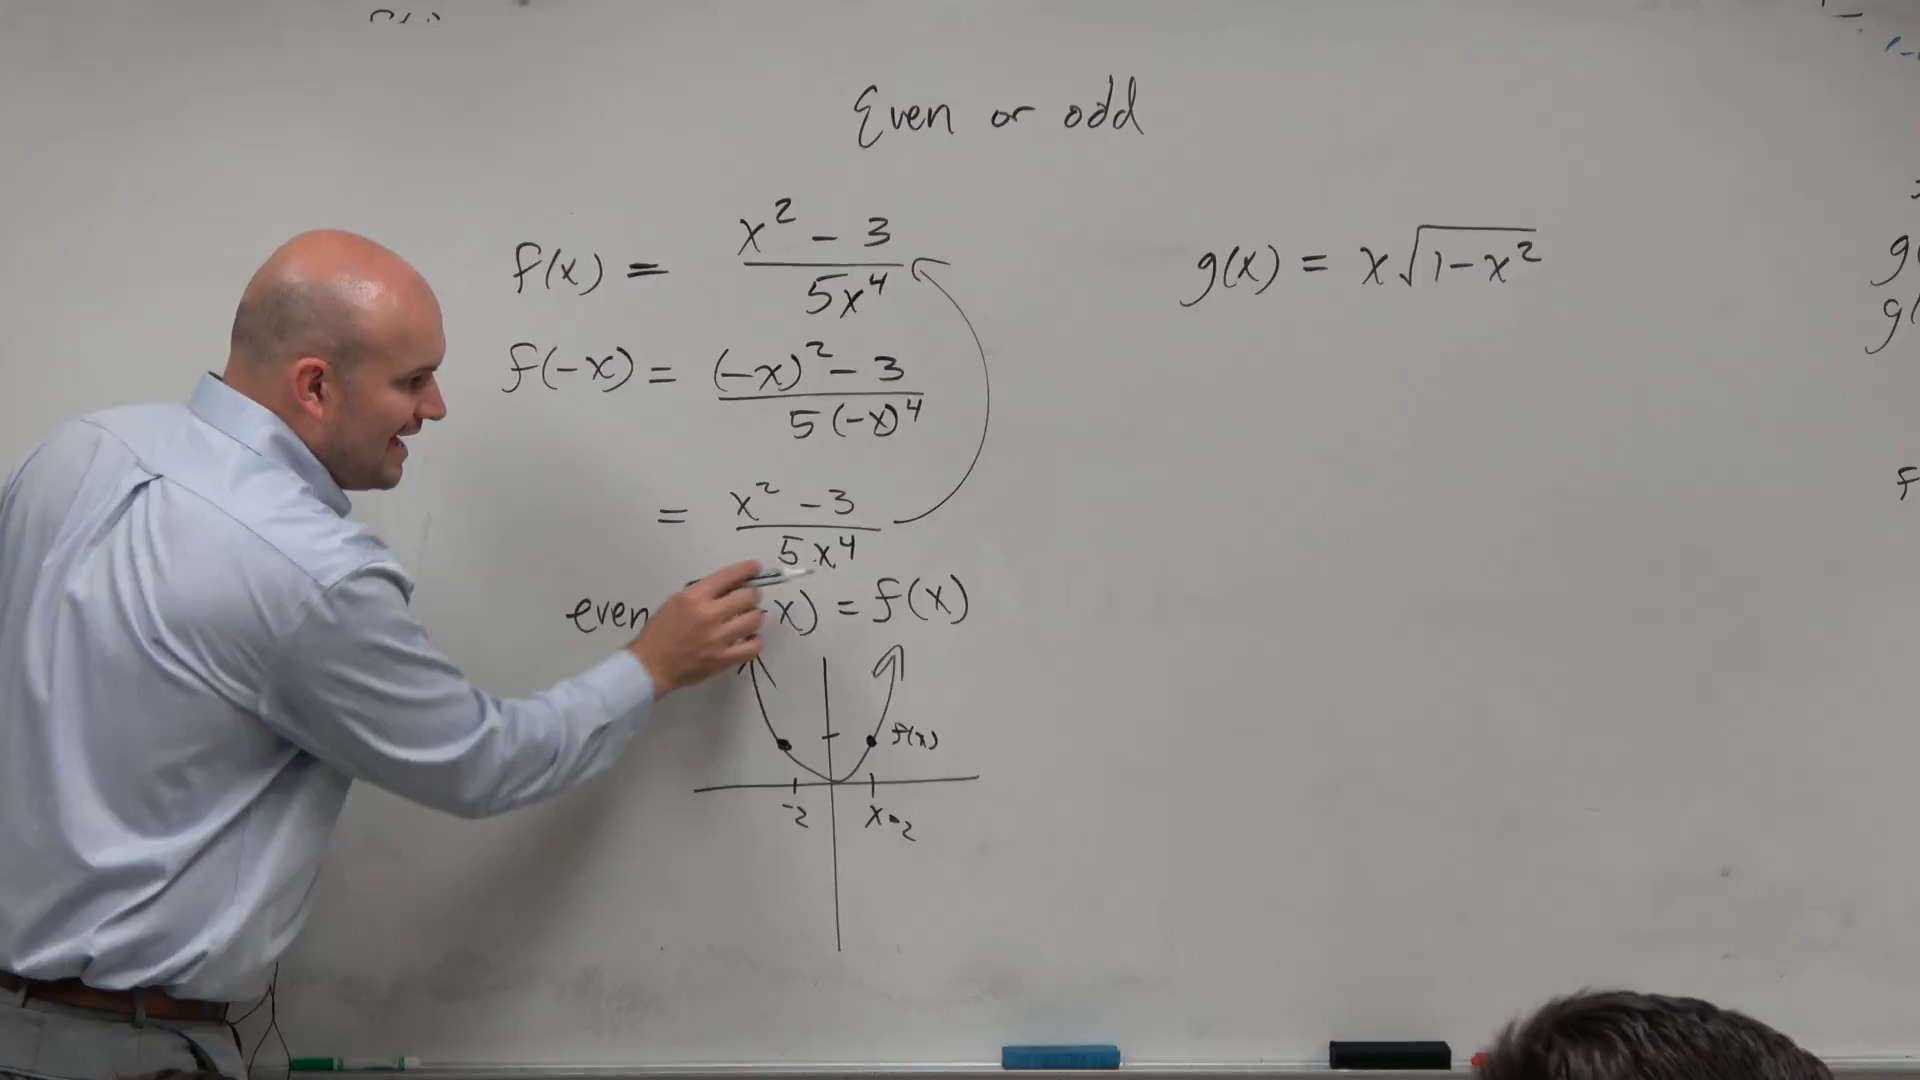 Even or odd
f(x) = x² - 3 / 5x⁴
f(-x) = (-x)² - 3 / 5(-x)⁴
= x² - 3 / 5x⁴
even -x) = f(x)
f(x)
-2 x=2
g(x) = x√(1-x²)
g(
g(
f